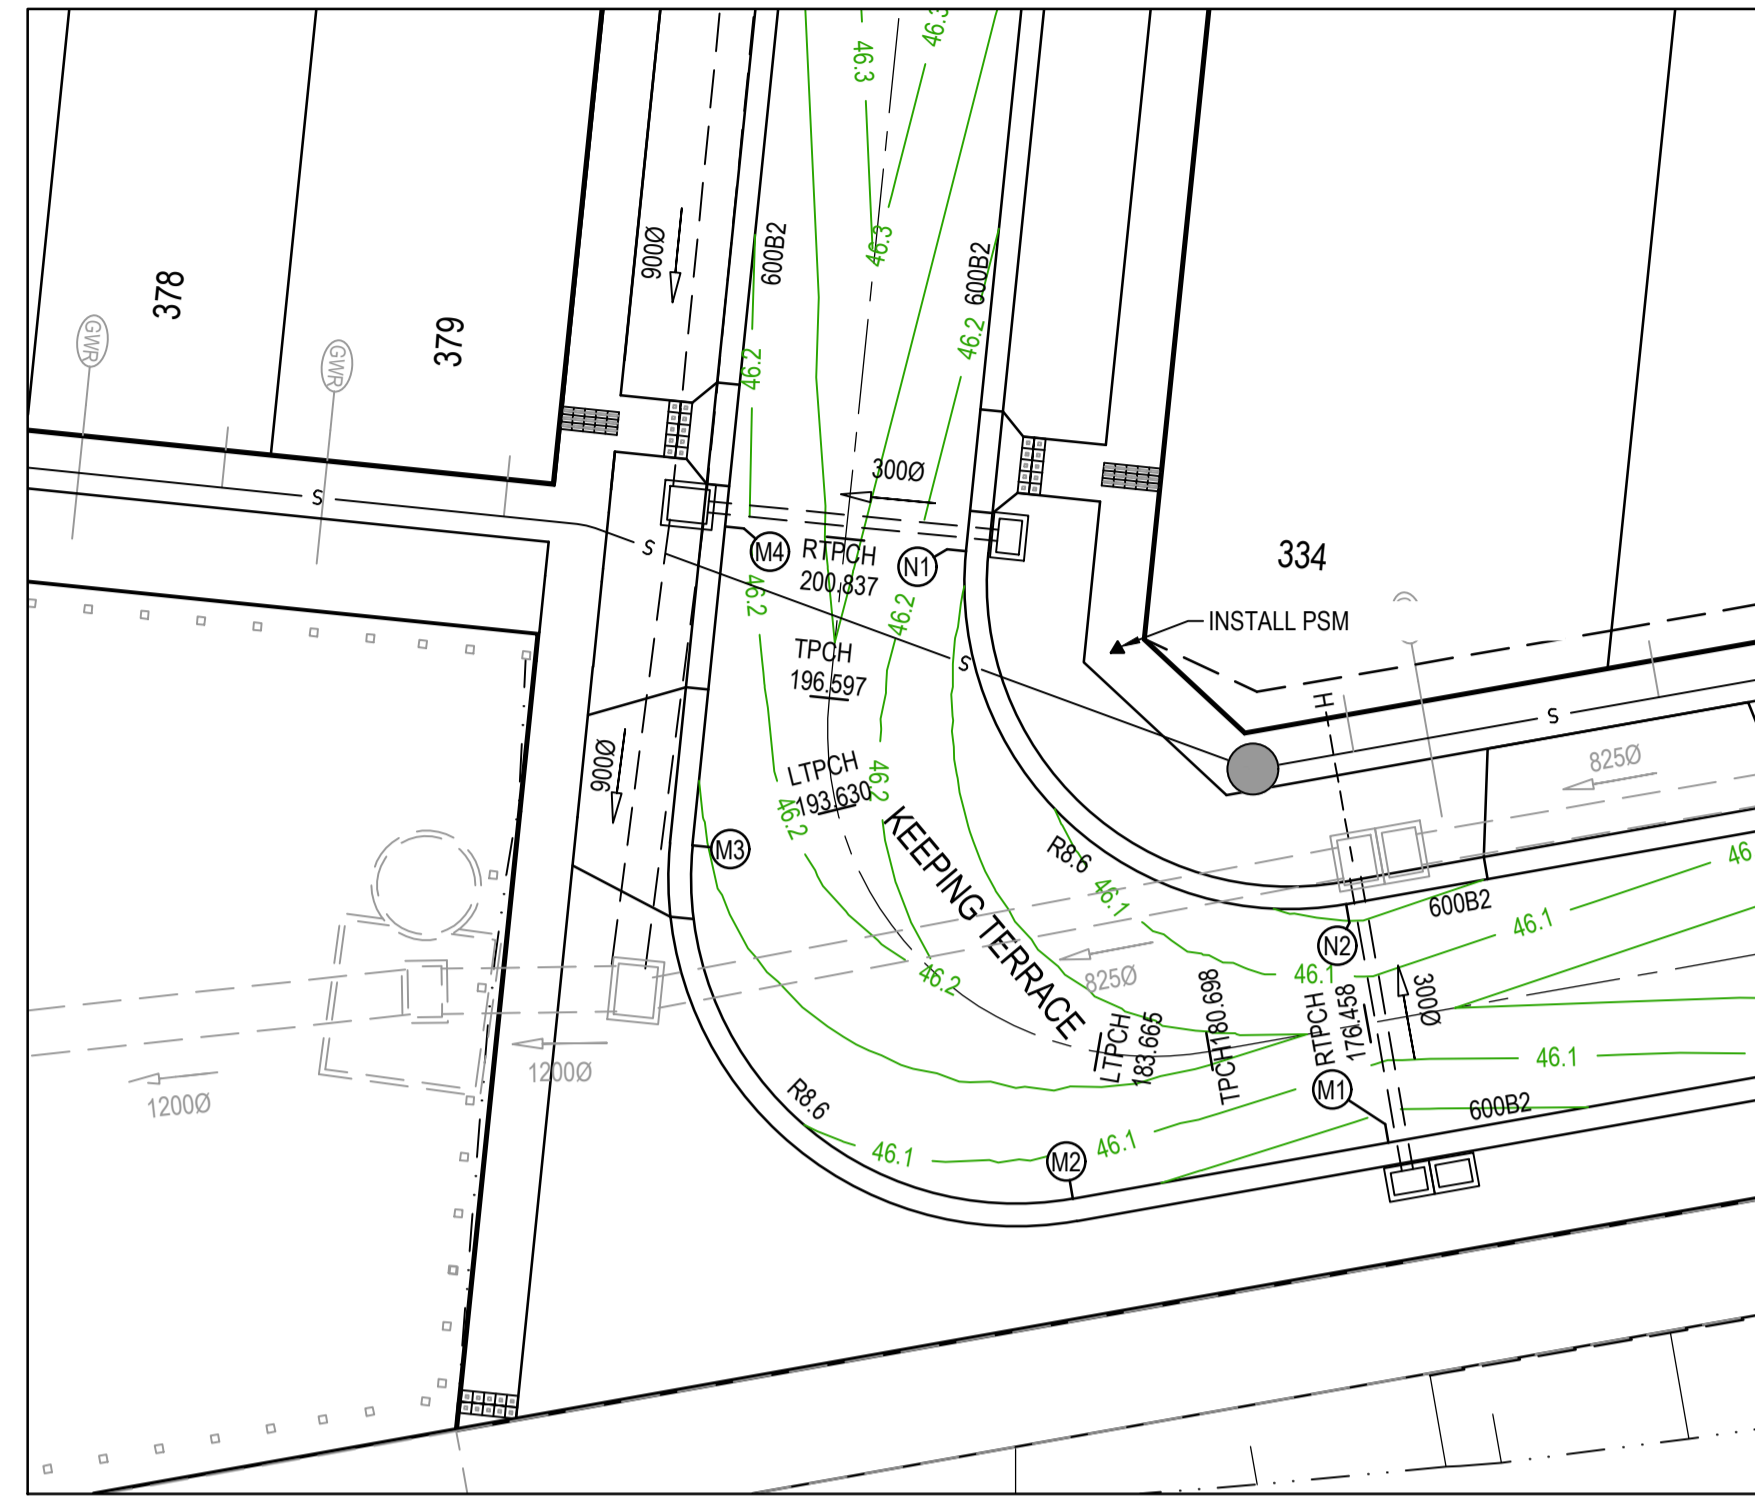 46.3
46.3
900Ø
600B2
46.3
600B2
378
379
GWR
GWR
46.2
46.2
300Ø
S
S
M4
RTPCH
200.837
N1
334
46.2
46.2
INSTALL PSM
TPCH
196.597
S
H
S
900Ø
LTPCH
193.630
46.2
46.2
825Ø
M3
KEEPING TERRACE
R8.6
46.1
46
600B2
46.1
N2
46.2
825Ø
46.1
300Ø
LTPCH
183.665
TPCH180.698
RTPCH
176.458
1200Ø
1200Ø
46.1
M1
R8.6
600B2
46.1
46.1
M2